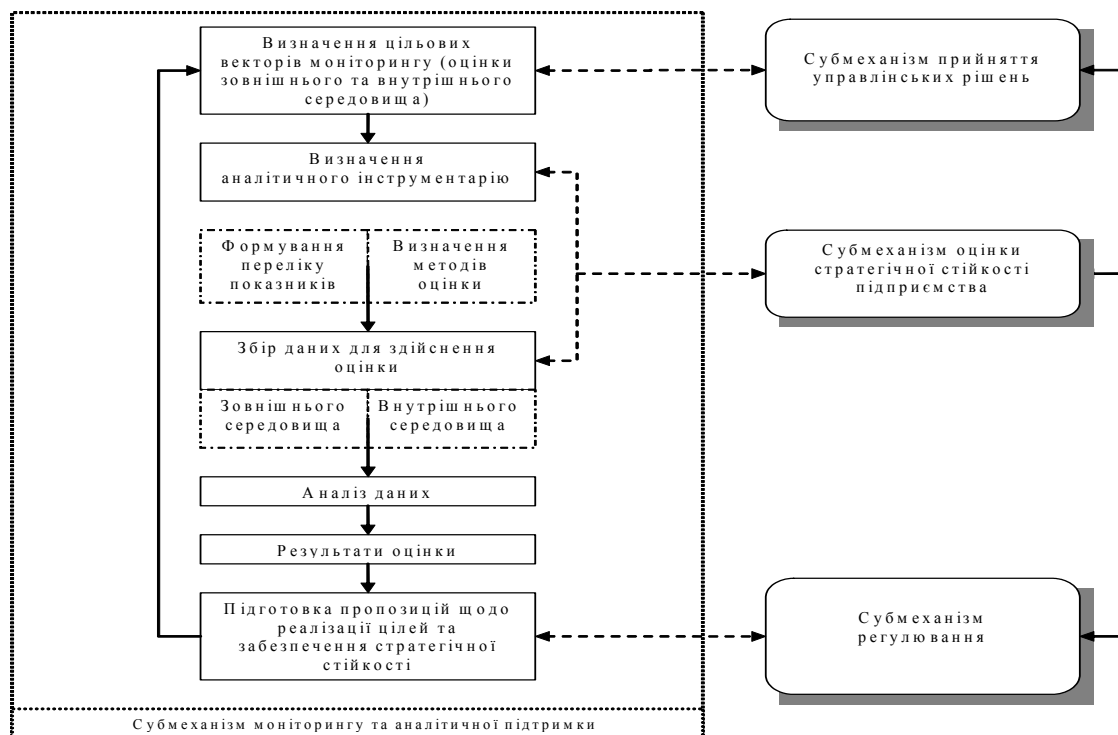 Визначення цільових
векторів моніторингу (оцінки
зовнішнього та внутрішнього
середовища)
Субмеханізм прийняття
управлінських рішень
Визначення
аналітичного інструментарію
Формування
переліку
показників
Визначення
методів
оцінки
Субмеханізм оцінки
стратегічної стійкості
підприємства
Збір даних для здійснення
оцінки
Зовнішнього
середовища
Внутрішнього
середовища
Аналіз даних
Результати оцінки
Підготовка пропозицій щодо
реалізації цілей та
забезпечення стратегічної
стійкості
Субмеханізм
регулювання
Субмеханізм моніторингу та аналітичної підтримки